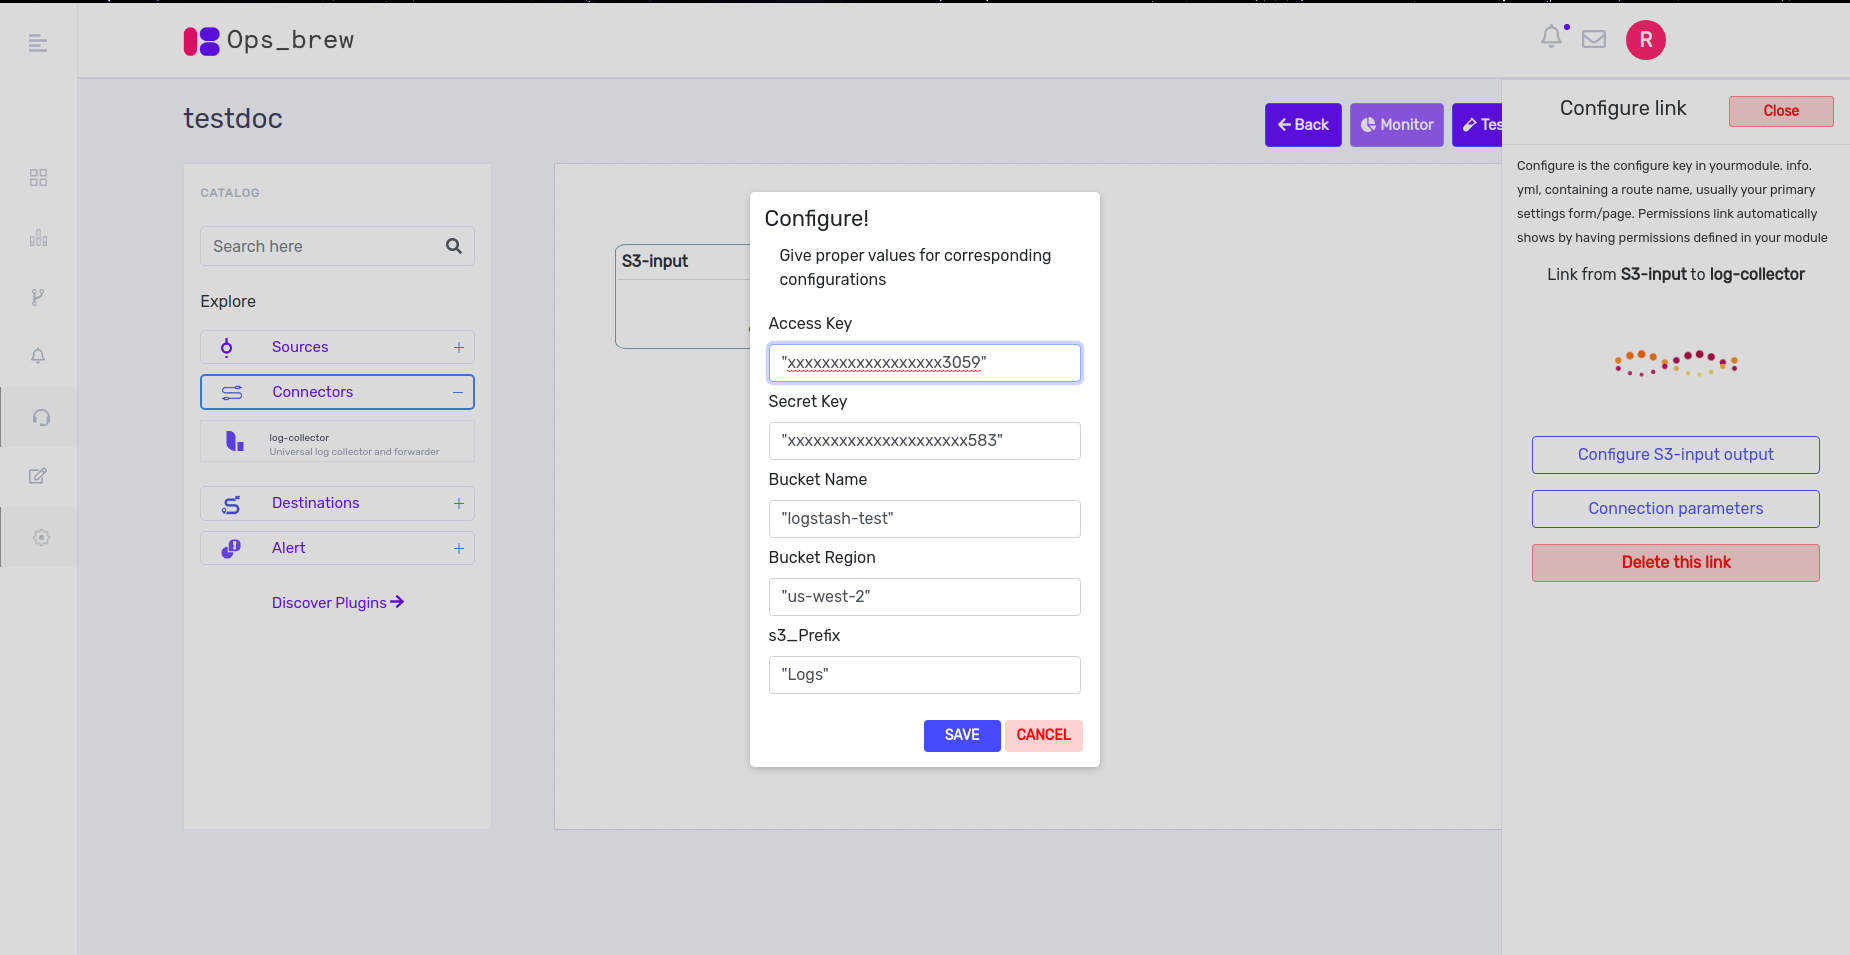 Ops_brew
R
testdoc
Back
Monitor
Tes
CATALOG
Search here
Explore
Sources
Connectors
log-collector
Universal log collector and forwarder
Destinations
Alert
Discover Plugins
S3-input
Configure!
Give proper values for corresponding
configurations
Access Key
"xxxxxxxxxxxxxxxxxx3059"
Secret Key
"xxxxxxxxxxxxxxxxxxxxx583"
Bucket Name
"logstash-test"
Bucket Region
"us-west-2"
s3_Prefix
"Logs"
SAVE
CANCEL
Configure link
Close
Configure is the configure key in yourmodule. info.
yml, containing a route name, usually your primary
settings form/page. Permissions link automatically
shows by having permissions defined in your module
Link from S3-input to log-collector
Configure S3-input output
Connection parameters
Delete this link